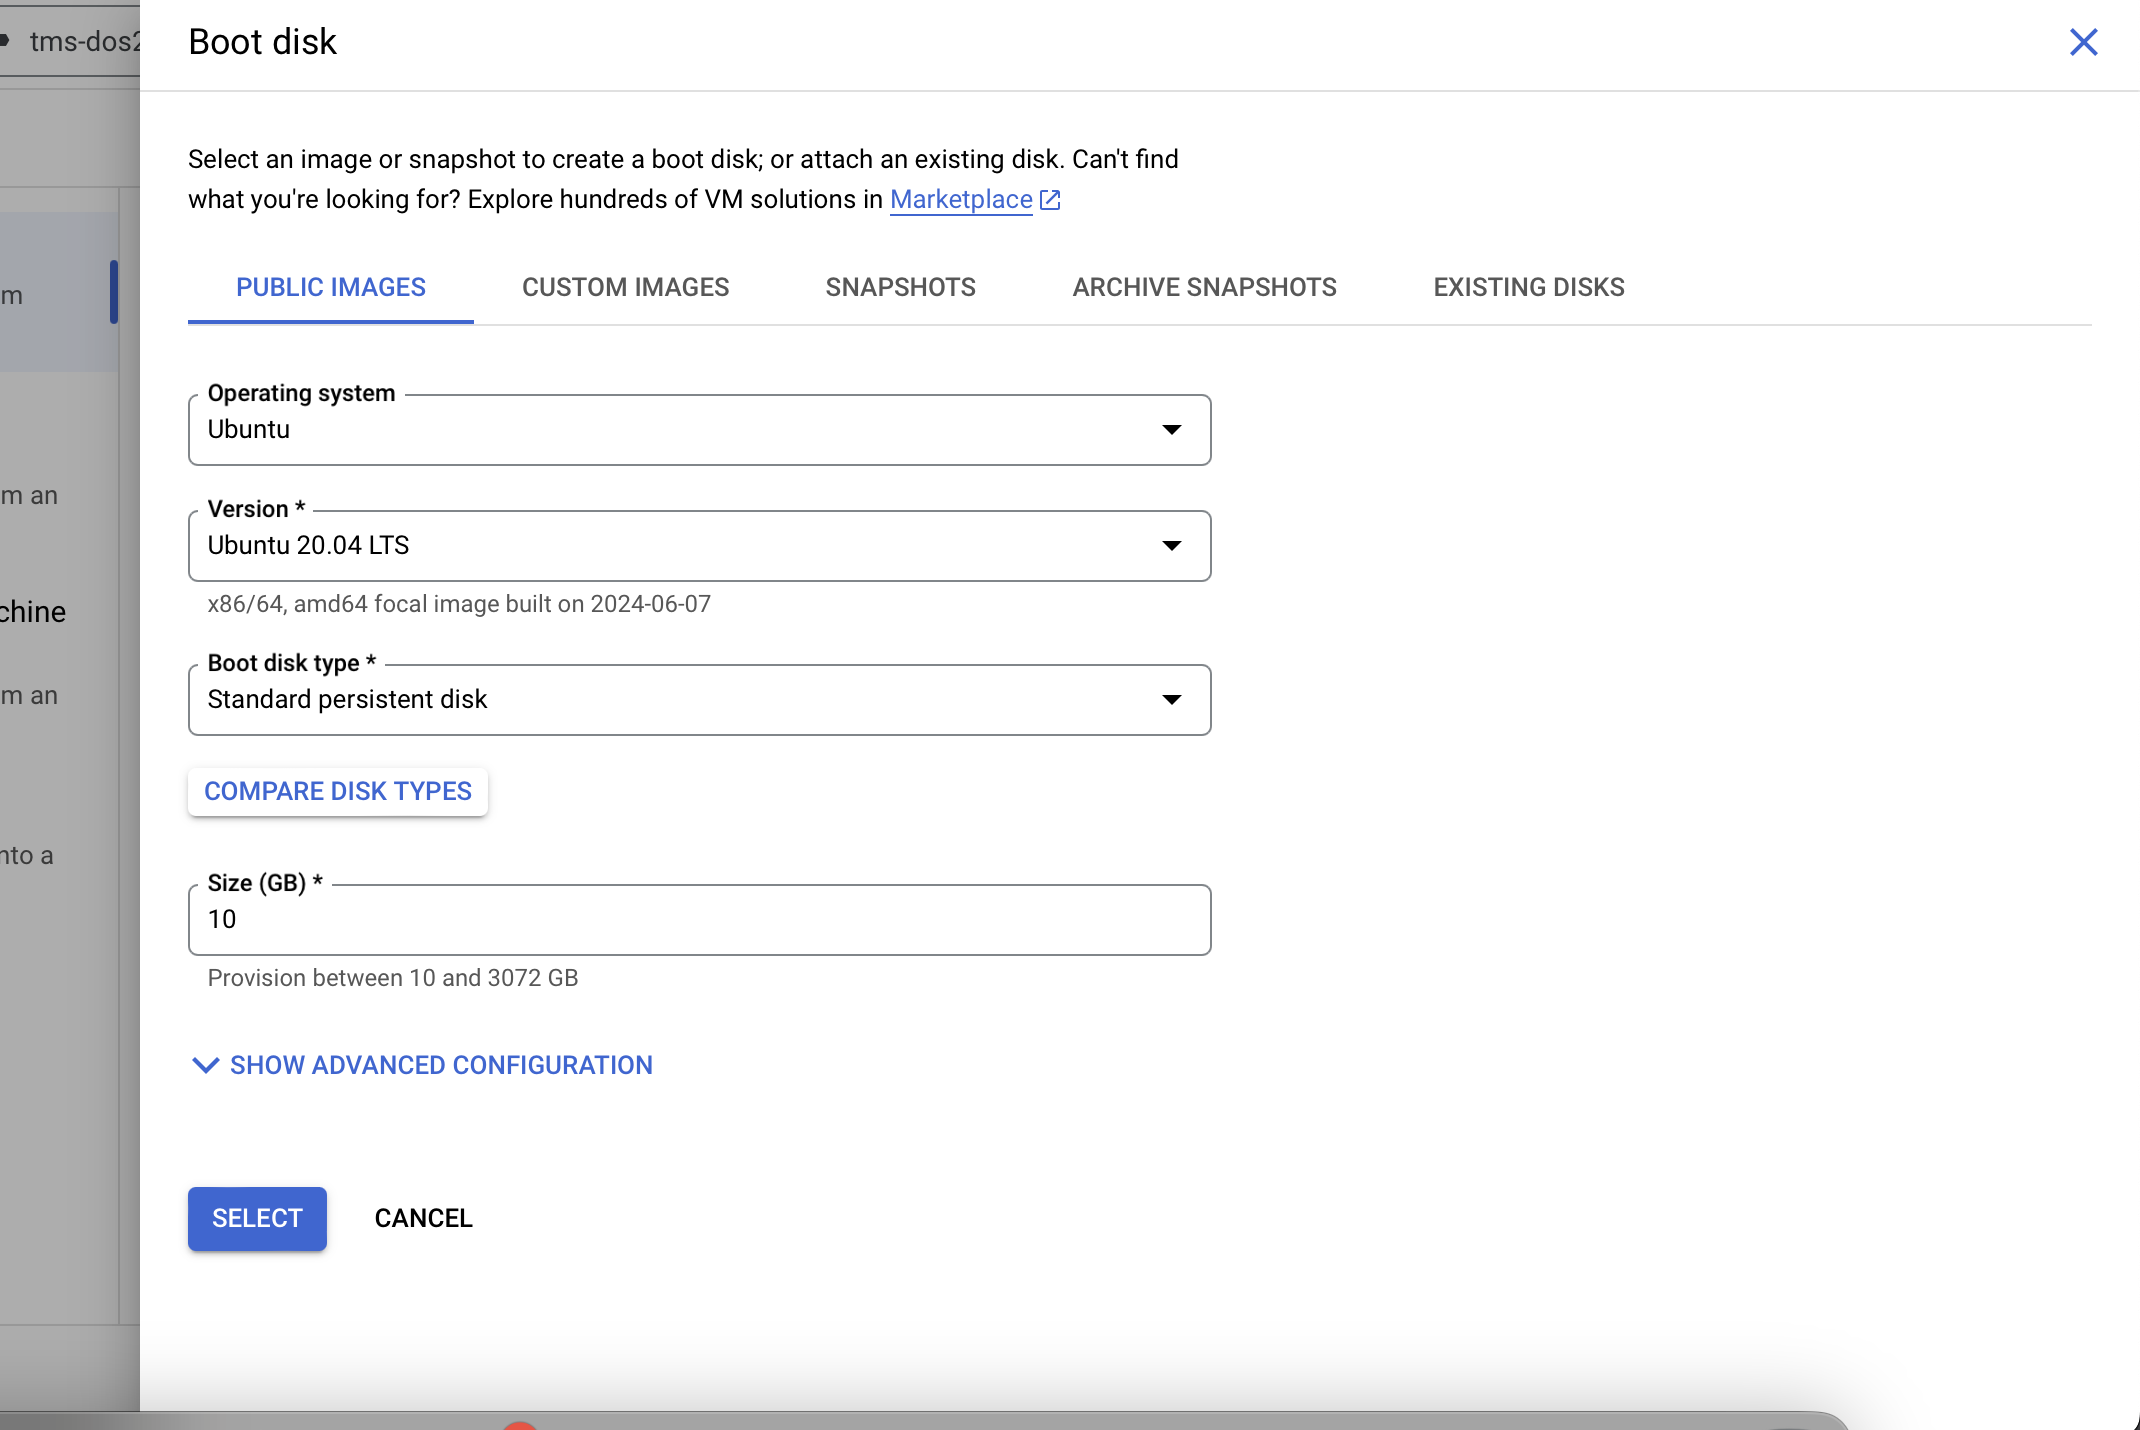 tms-dos2
Boot disk
Select an image or snapshot to create a boot disk; or attach an existing disk. Can't find
what you're looking for? Explore hundreds of VM solutions in Marketplace
PUBLIC IMAGES
CUSTOM IMAGES
SNAPSHOTS
ARCHIVE SNAPSHOTS
EXISTING DISKS
m
Operating system
Ubuntu
m an
Version *
Ubuntu 20.04 LTS
x86/64, amd64 focal image built on 2024-06-07
chine
Boot disk type *
Standard persistent disk
m an
COMPARE DISK TYPES
nto a
Size (GB) *
10
Provision between 10 and 3072 GB
SHOW ADVANCED CONFIGURATION
SELECT
CANCEL